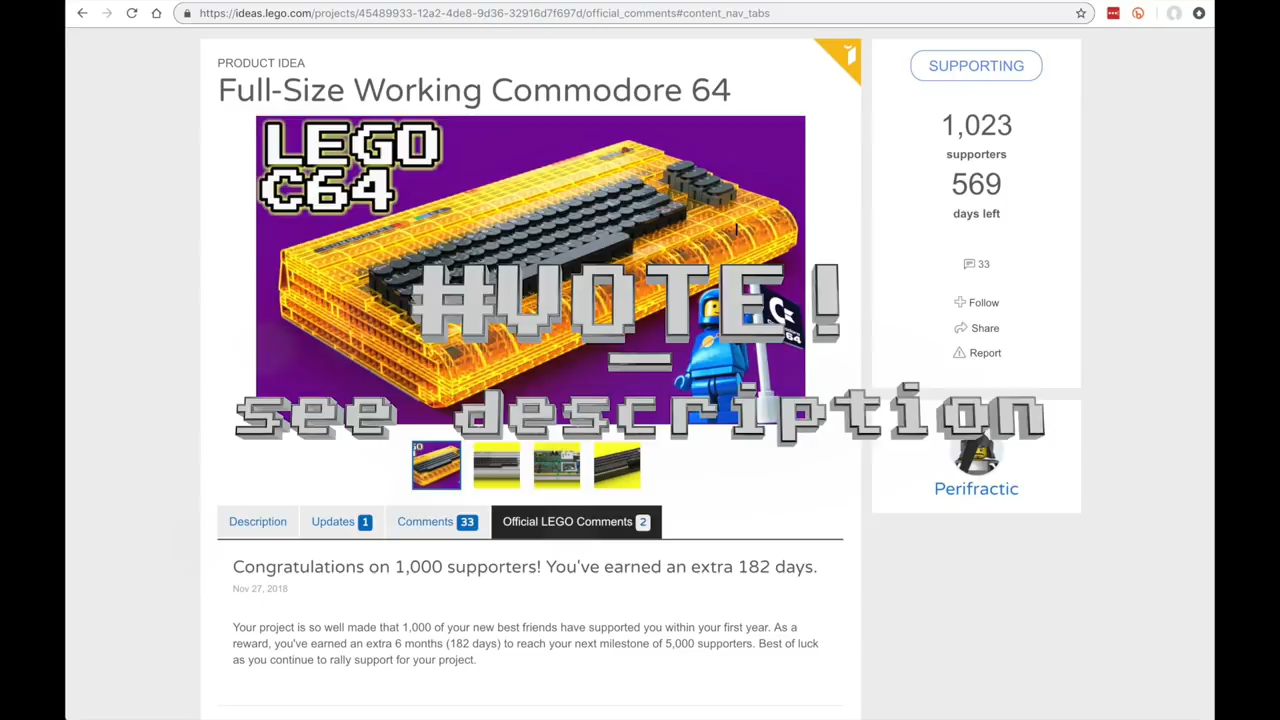 https://ideas.lego.com/projects/45489933-12a2-4de8-9d36-32916d7f697d/official_comments#content_nav_tabs
PRODUCT IDEA
Full-Size Working Commodore 64
LEGO
C64
#VOTE!
see description
SUPPORTING
1,023
supporters
569
days left
33
Follow
Share
Report
Perifractic
Description
Updates 1
Comments 33
Official LEGO Comments 2
Congratulations on 1,000 supporters! You've earned an extra 182 days.
Nov 27, 2018
Your project is so well made that 1,000 of your new best friends have supported you within your first year. As a
reward, you've earned an extra 6 months (182 days) to reach your next milestone of 5,000 supporters. Best of luck
as you continue to rally support for your project.